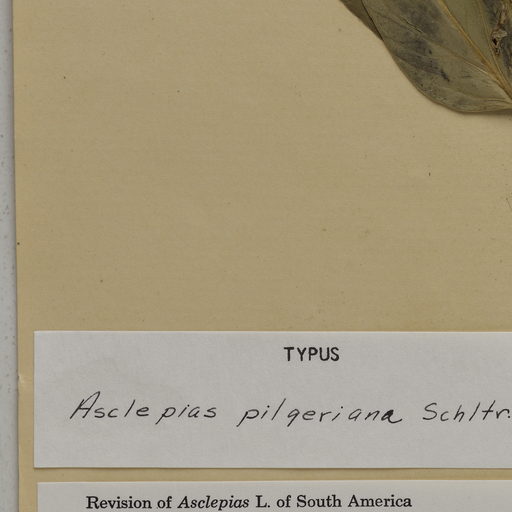 TYPUS
Asclepias pilgeriana Schltr.
Revision of Asclepias L. of South America